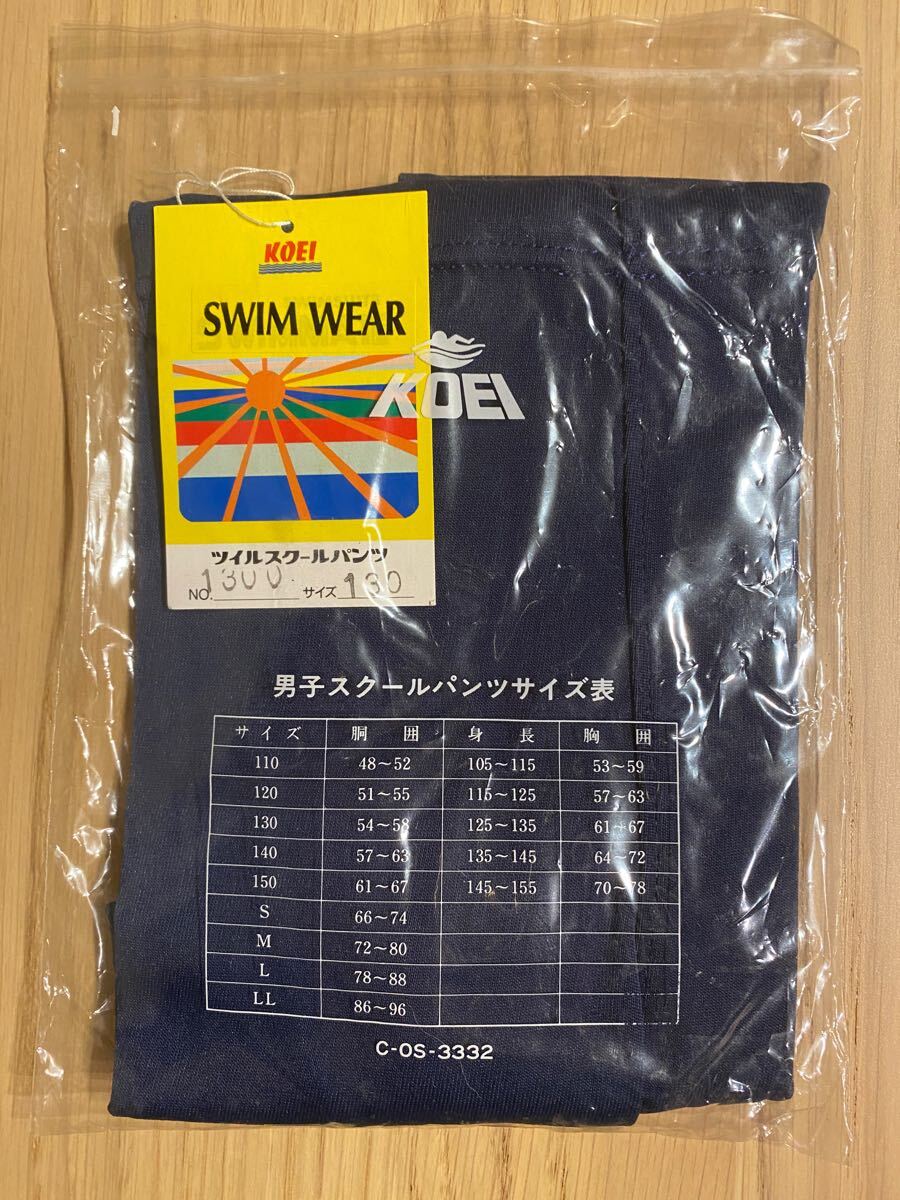 KOEI
SWIM WEAR
KOEI
ツイルスクールパンツ
NO. 1300 サイズ 130
男子スクールパンツサイズ表
サイズ 胴囲 身長 胸囲
110 48～52 105～115 53～59
120 51～55 115～125 57～63
130 54～58 125～135 61～67
140 57～63 135～145 64～72
150 61～67 145～155 70～78
S 66～74
M 72～80
L 78～88
LL 86～96
C-OS-3332